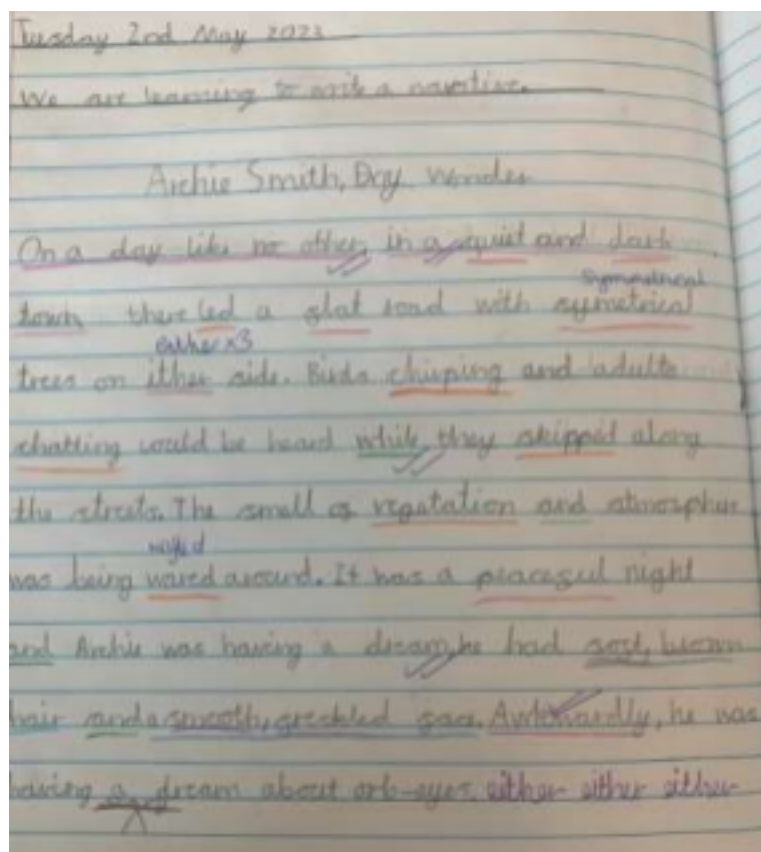 Tuesday 2nd May 2023
We are learning to write a narritive.
Archie Smith, Day wonder
On a day like no other, in a quiet and dark
symmetrical
town there led a flat road with symetrical
either x3
trees on ither side. Birds chirping and adults
chatting could be heard while they skipped along
the streets. The smell of vegatation and atmosphere
wafted
was being waved around. It was a peaceful night
and Archie was having a dream, he had soft, brown
hair and a smooth, freckled face. Awkwardly, he was
having a dream about orb-eyes. either either either